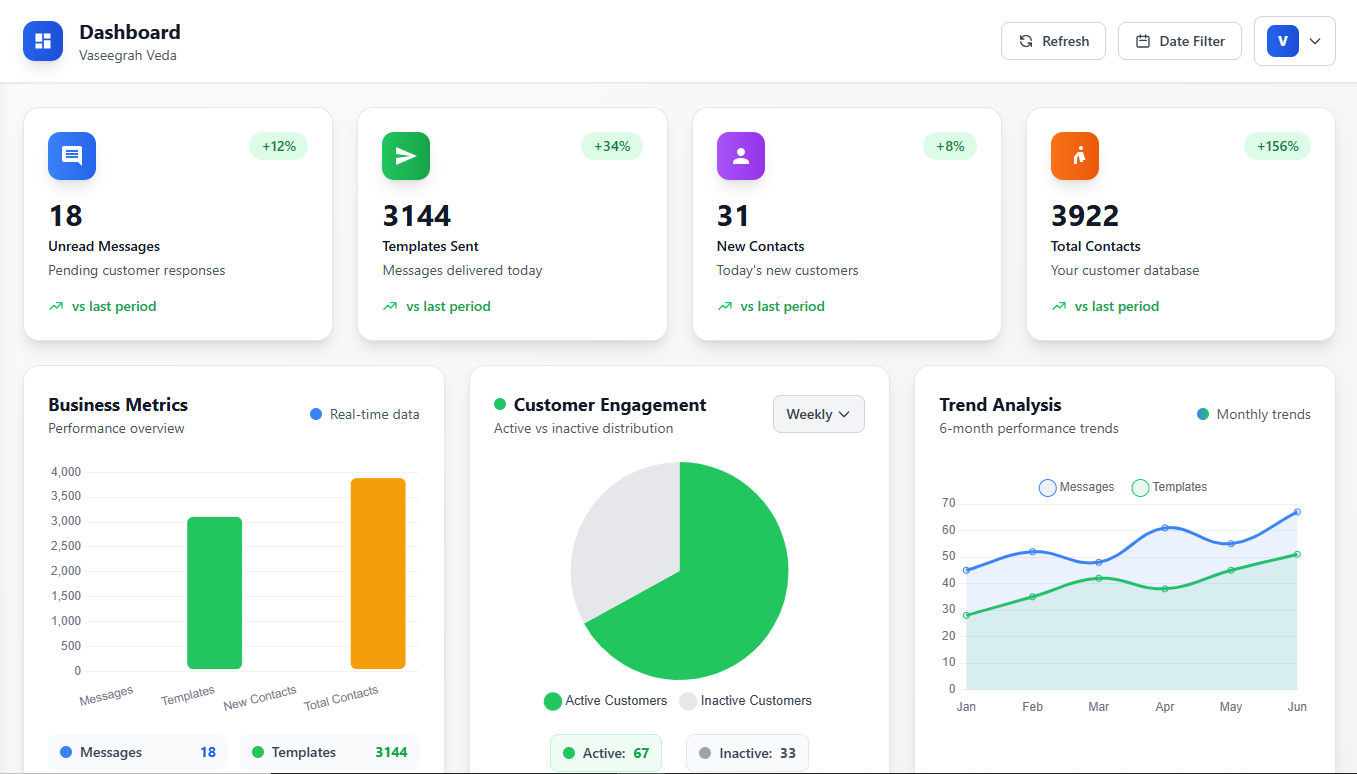 Dashboard
Vaseegrah Veda
Refresh
Date Filter
V
+12%
18
Unread Messages
Pending customer responses
vs last period
+34%
3144
Templates Sent
Messages delivered today
vs last period
+8%
31
New Contacts
Today's new customers
vs last period
+156%
3922
Total Contacts
Your customer database
vs last period
Business Metrics
Performance overview
Real-time data
4,000
3,500
3,000
2,500
2,000
1,500
1,000
500
0
Messages
Templates
New Contacts
Total Contacts
Messages 18
Templates 3144
Customer Engagement
Active vs inactive distribution
Weekly
Active Customers
Inactive Customers
Active: 67
Inactive: 33
Trend Analysis
6-month performance trends
Monthly trends
Messages
Templates
70
60
50
40
30
20
10
0
Jan
Feb
Mar
Apr
May
Jun